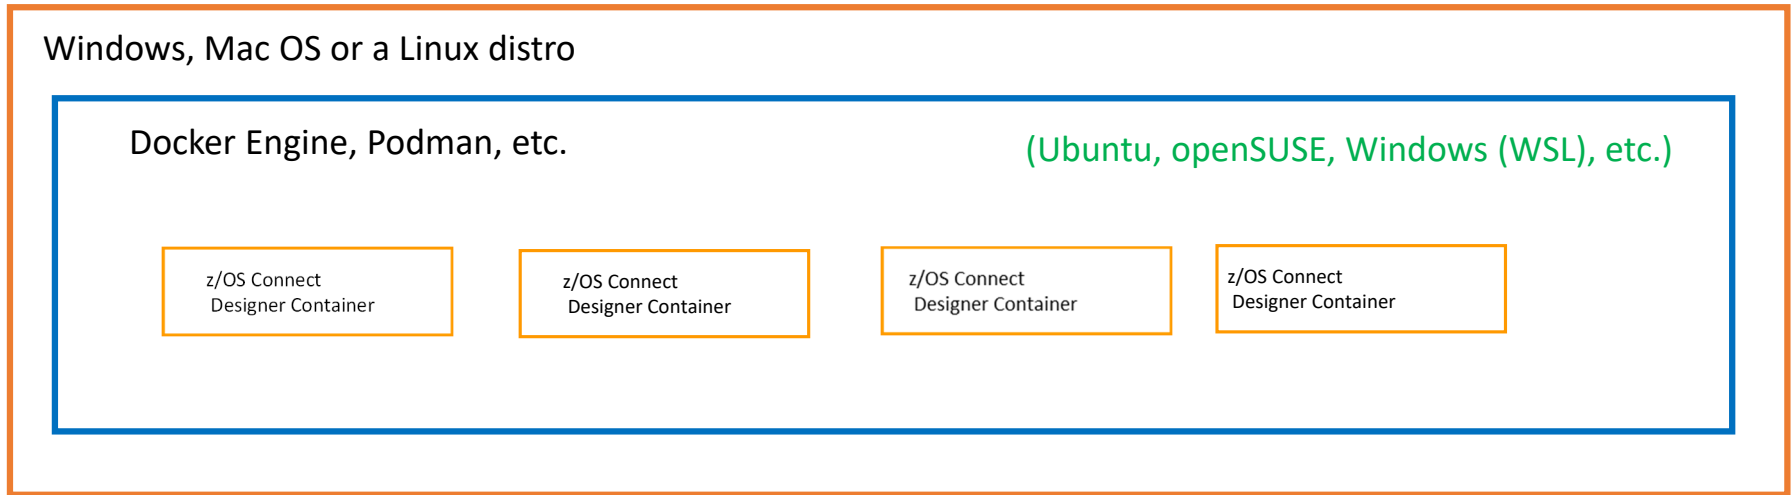 Windows, Mac OS or a Linux distro
Docker Engine, Podman, etc.
(Ubuntu, openSUSE, Windows (WSL), etc.)
z/OS Connect
Designer Container
z/OS Connect
Designer Container
z/OS Connect
Designer Container
z/OS Connect
Designer Container